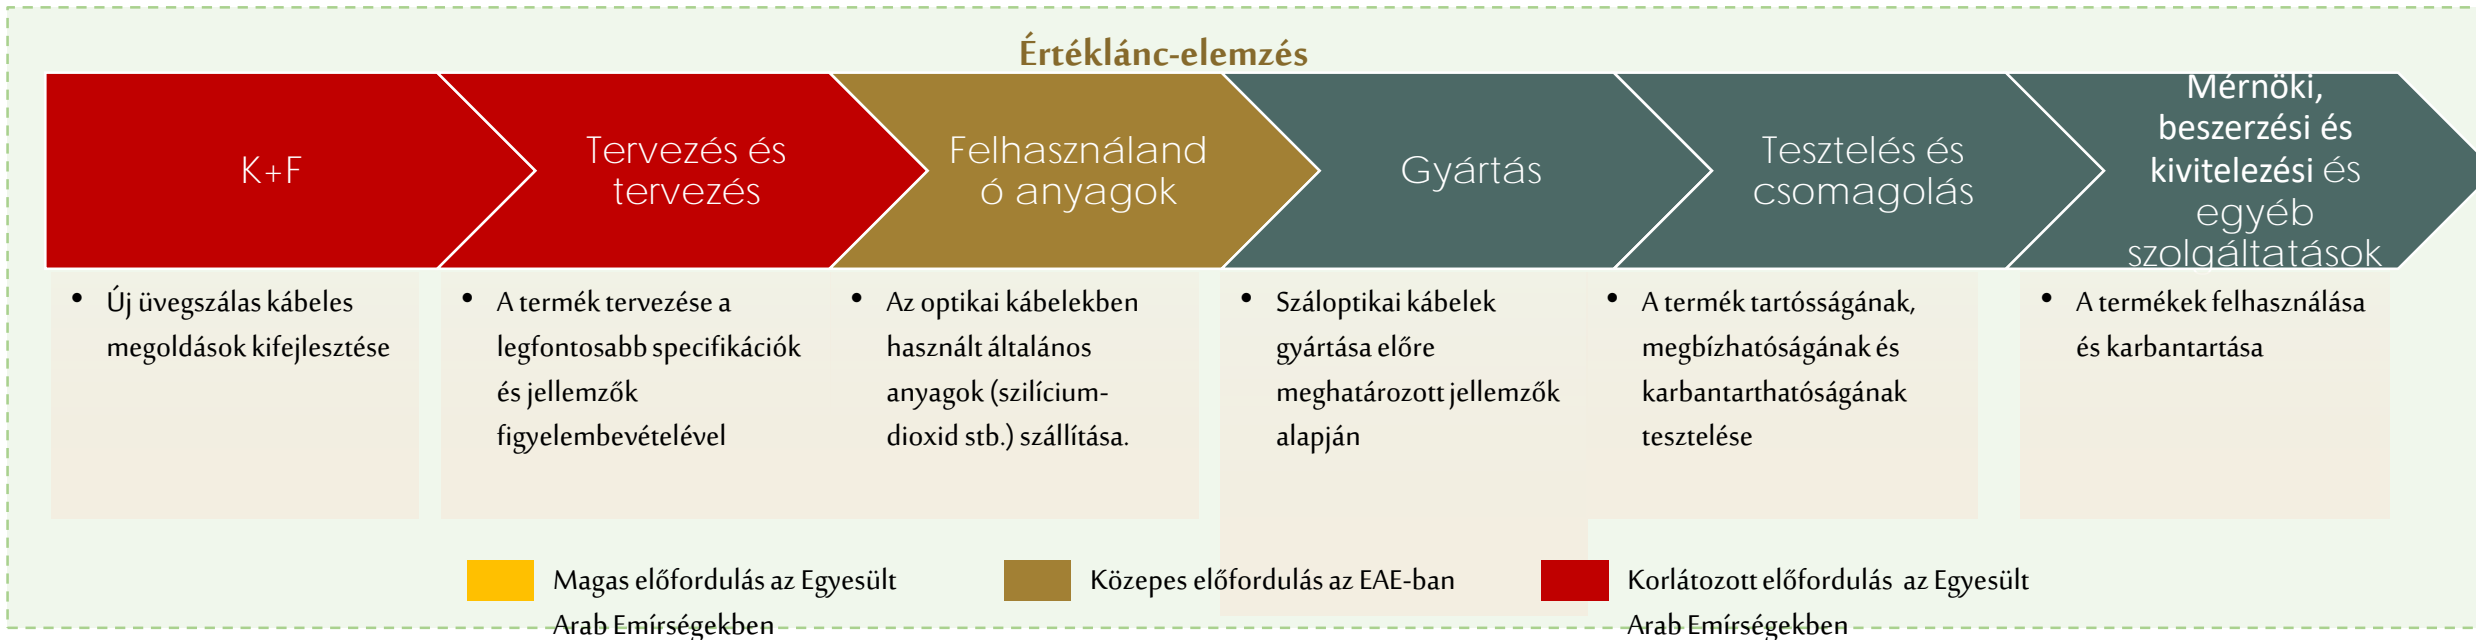 Értéklánc-elemzés
K+F
Tervezés és
tervezés
Felhasználand
ó anyagok
Gyártás
Tesztelés és
csomagolás
Mérnöki,
beszerzési és
kivitelezési és
egyéb
szolgáltatások
• Új üvegszálas kábeles
megoldások kifejlesztése
• A termék tervezése a
legfontosabb specifikációk
és jellemzők
figyelembevételével
• Az optikai kábelekben
használt általános
anyagok (szilícium-
dioxid stb.) szállítása.
• Száloptikai kábelek
gyártása előre
meghatározott jellemzők
alapján
• A termék tartósságának,
megbízhatóságának és
karbantarthatóságának
tesztelése
• A termékek felhasználása
és karbantartása
Magas előfordulás az Egyesült
Arab Emírségekben
Közepes előfordulás az EAE-ban
Korlátozott előfordulás az Egyesült
Arab Emírségekben